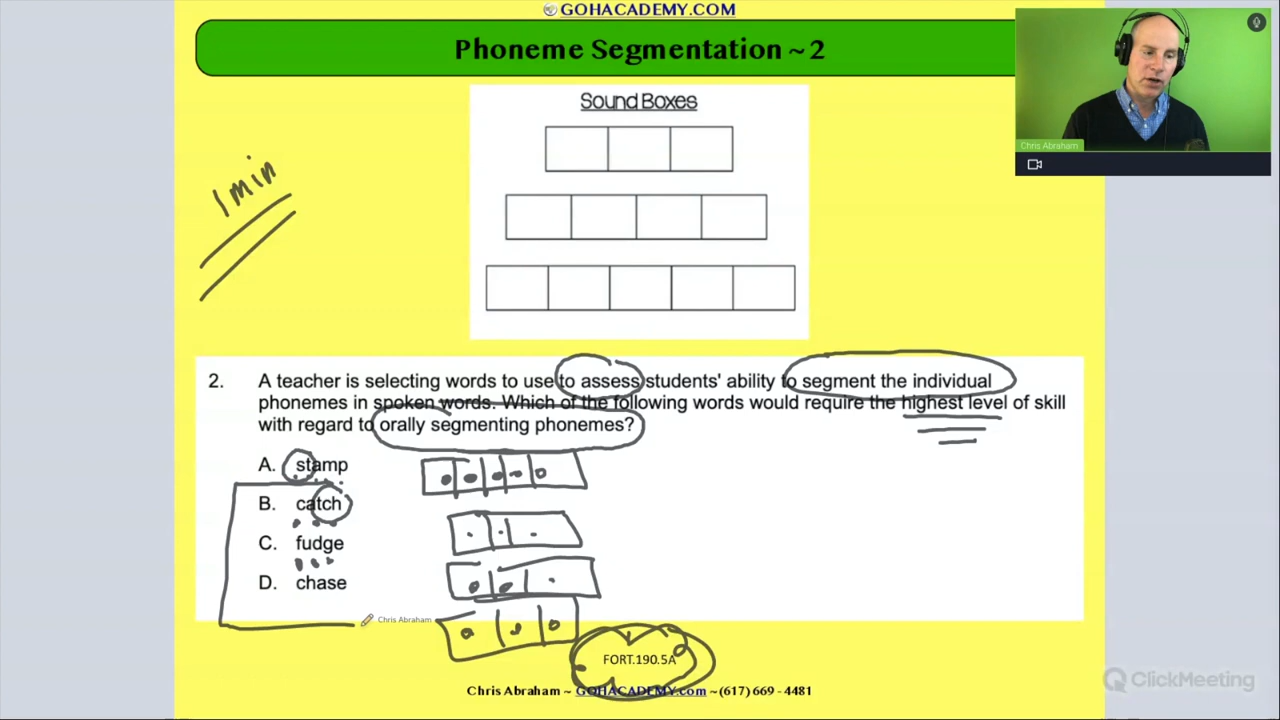 GOHACADEMY.COM
Phoneme Segmentation ~ 2
Chris Abraham
Sound Boxes
1 min
2. A teacher is selecting words to use to assess students' ability to segment the individual
phonemes in spoken words. Which of the following words would require the highest level of skill
with regard to orally segmenting phonemes?
A. stamp
B. catch
C. fudge
D. chase
Chris Abraham
FORT.190.5A
Chris Abraham ~ GOHACADEMY.com ~(617) 669 - 4481
ClickMeeting